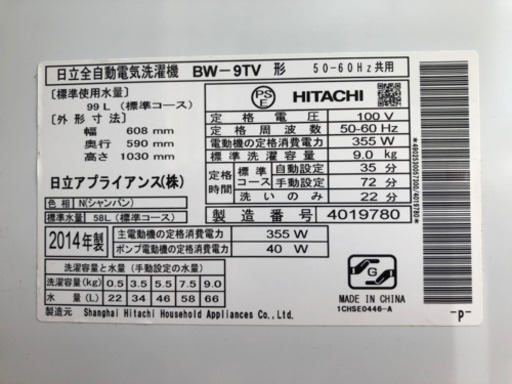 日立全自動電気洗濯機 BW-9TV 形 50-60Hz共用
〔標準使用水量〕
99L（標準コース）
〔外形寸法〕
幅 608 mm
奥行 590 mm
高さ 1030 mm
日立アプライアンス(株)
色相 N(シャンパン)
標準水量 58L（標準コース）
PSE
HITACHI
定格電圧 100 V
定格周波数 50-60 Hz
電動機の定格消費電力 355 W
標準洗濯容量 9.0 kg
定格時間 標準コース 自動設定 35 分
手動設定 72 分
洗いのみ 22 分
製造番号 4019780
2014年製
主電動機の定格消費電力 355 W
ポンプ電動機の定格消費電力 40 W
洗濯容量と水量（手動設定の水量）
洗濯容量(kg) 0.5 3.5 5.5 7.5 9.0
水量(L) 22 34 46 58 66
製造元 Shanghai Hitachi Household Appliances Co., Ltd.
G
MADE IN CHINA
1CHSE0446-A
-P-